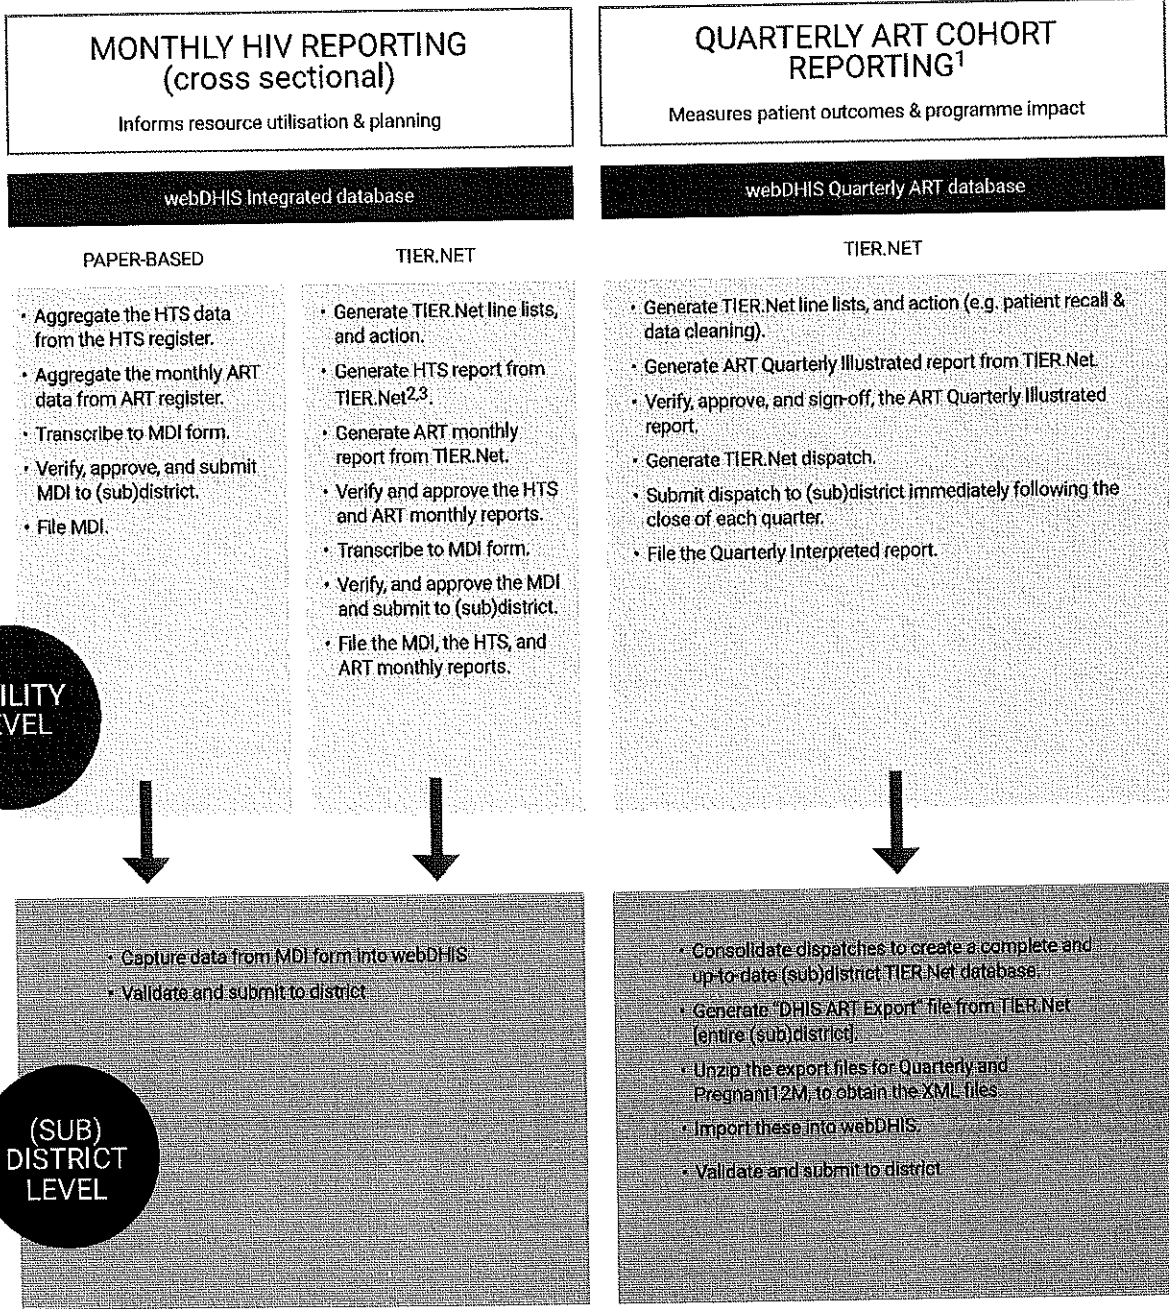 MONTHLY HIV REPORTING
(cross sectional)
Informs resource utilisation & planning
QUARTERLY ART COHORT
REPORTING¹
Measures patient outcomes & programme impact
webDHIS Integrated database
webDHIS Quarterly ART database
PAPER-BASED
TIER.NET
TIER.NET
• Aggregate the HTS data
from the HTS register.
• Aggregate the monthly ART
data from ART register.
• Transcribe to MDI form.
• Verify, approve, and submit
MDI to (sub)district.
• File MDI.
• Generate TIER.Net line lists,
and action.
• Generate HTS report from
TIER.Net²,³.
• Generate ART monthly
report from TIER.Net.
• Verify and approve the HTS
and ART monthly reports.
• Transcribe to MDI form.
• Verify, and approve the MDI
and submit to (sub)district.
• File the MDI, the HTS, and
ART monthly reports.
• Generate TIER.Net line lists, and action (e.g. patient recall &
data cleaning).
• Generate ART Quarterly Illustrated report from TIER.Net.
• Verify, approve, and sign-off, the ART Quarterly Illustrated
report.
• Generate TIER.Net dispatch.
• Submit dispatch to (sub)district immediately following the
close of each quarter.
• File the Quarterly Interpreted report.
ILITY
EVEL
• Capture data from MDI form into webDHIS
• Validate and submit to district
• Consolidate dispatches to create a complete and
up-to-date (sub)district TIER.Net database.
• Generate "DHIS ART Export" file from TIER.Net
[entire (sub)district].
• Unzip the export files for Quarterly and
Pregnant12M, to obtain the XML files
• Import these into webDHIS.
• Validate and submit to district
(SUB)
DISTRICT
LEVEL